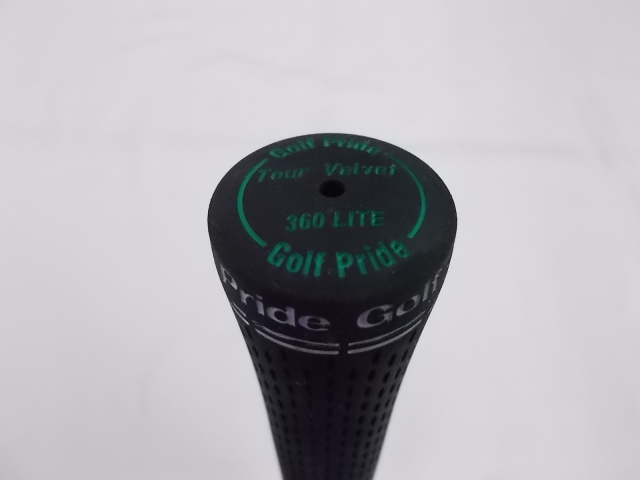 Golf Pride
Tour Velvet
360 LITE
Golf Pride
Pride Golf